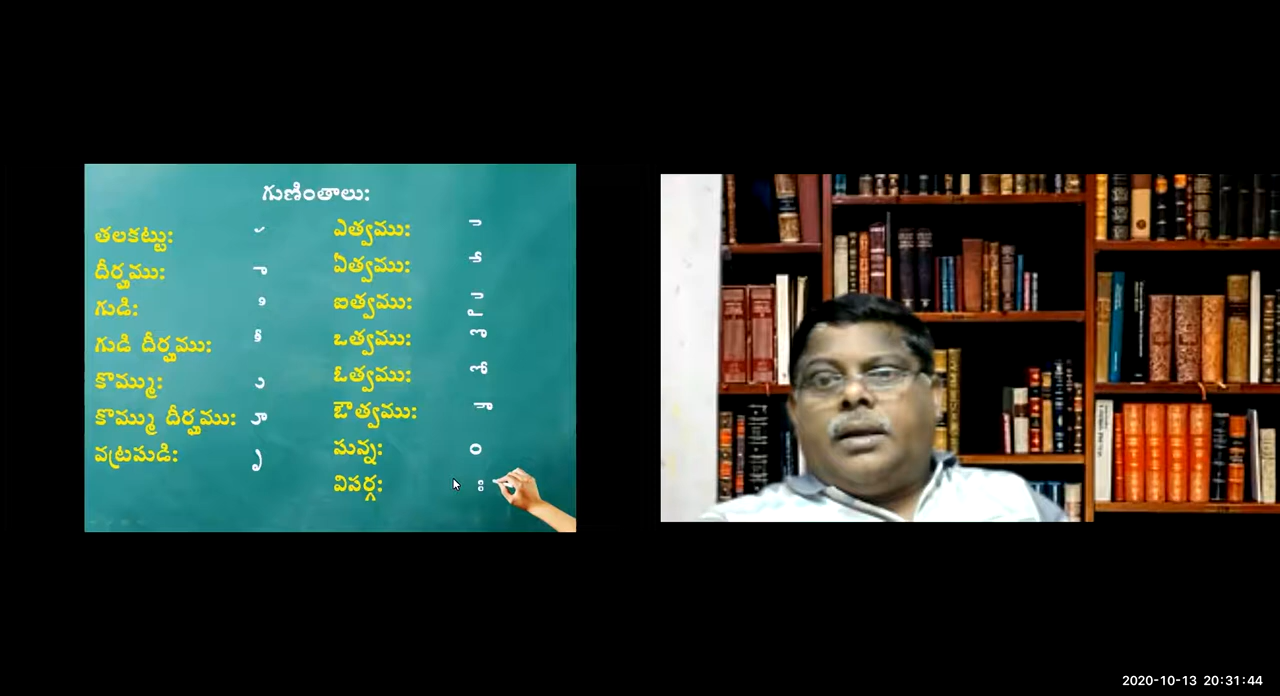 గుణింతాలు:
తలకట్టు: ˘
దీర్ఘము: ా
గుడి: ి
గుడి దీర్ఘము: ీ
కొమ్ము: ు
కొమ్ము దీర్ఘము: ూ
వట్రసుడి: ృ
ఎత్వము: ె
ఏత్వము: ే
ఐత్వము: ై
ఒత్వము: ొ
ఓత్వము: ో
ఔత్వము: ౌ
సున్న: ం
విసర్గ: ః
2020-10-13 20:31:44